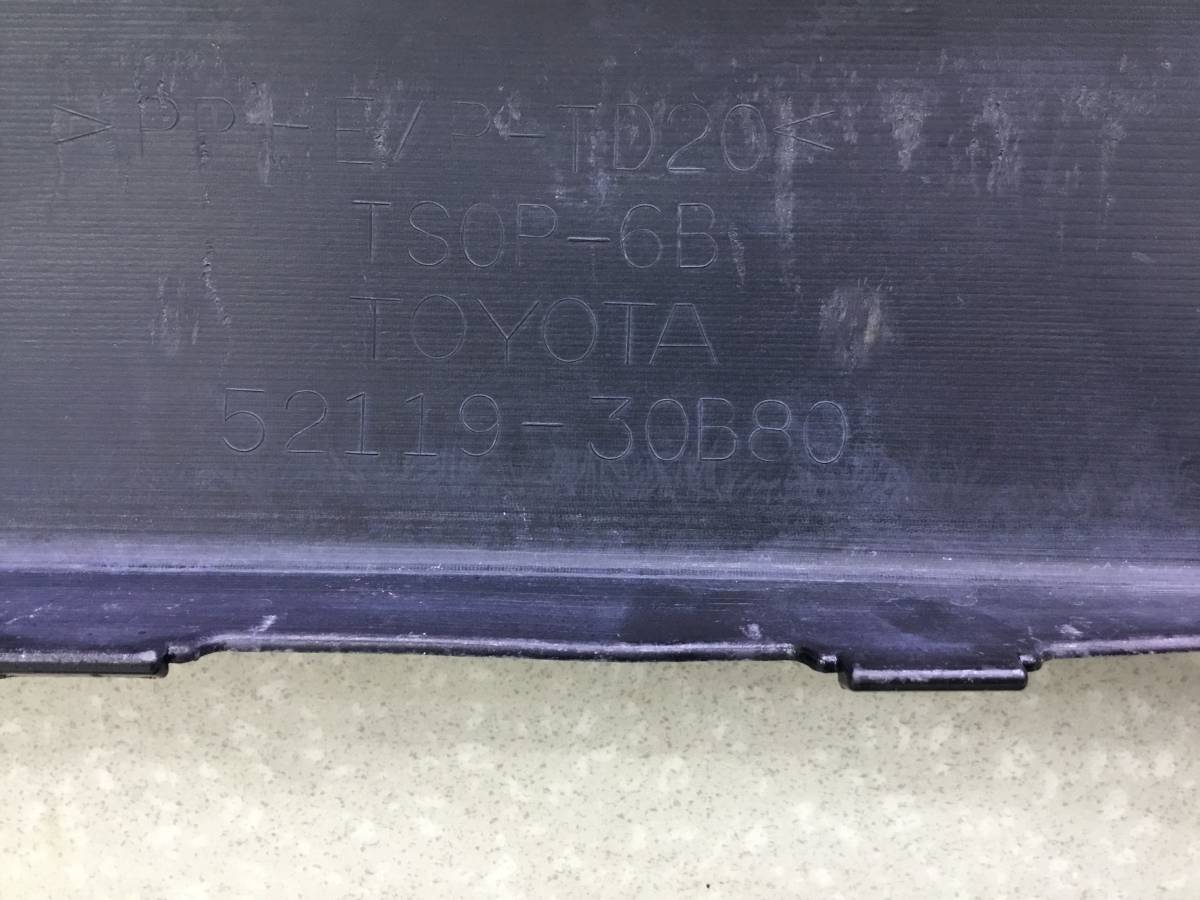 >PP+E/P-TD20<
TSOP-6B
TOYOTA
52119-30B80